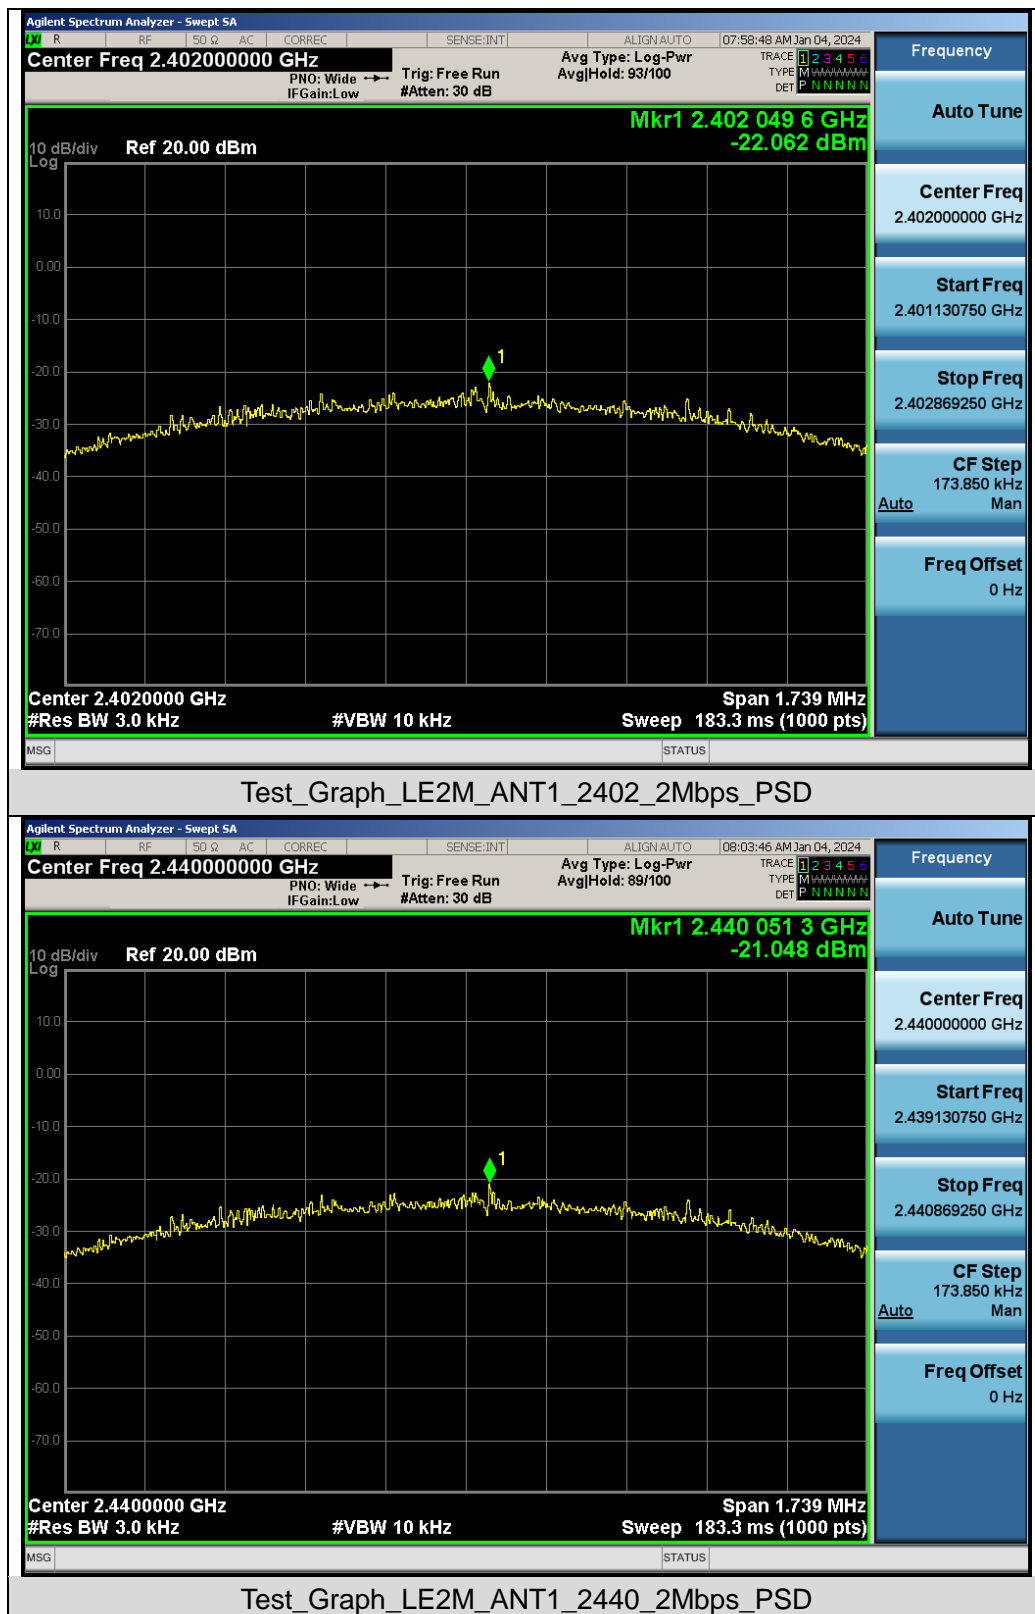 Agilent Spectrum Analyzer - Swept SA
LXI R RF 50 Ω AC CORREC SENSE:INT ALIGN AUTO 07:58:48 AM Jan 04, 2024
Center Freq 2.402000000 GHz
PNO: Wide
IFGain:Low
Trig: Free Run
#Atten: 30 dB
Avg Type: Log-Pwr
Avg|Hold: 93/100
TRACE 1 2 3 4 5 6
TYPE M WWWWW
DET P N N N N N
Mkr1 2.402 049 6 GHz
-22.062 dBm
10 dB/div Ref 20.00 dBm
Log
10.0
0.00
-10.0
-20.0
-30.0
-40.0
-50.0
-60.0
-70.0
1
Center 2.4020000 GHz Span 1.739 MHz
#Res BW 3.0 kHz #VBW 10 kHz Sweep 183.3 ms (1000 pts)
MSG STATUS
Frequency
Auto Tune
Center Freq
2.402000000 GHz
Start Freq
2.401130750 GHz
Stop Freq
2.402869250 GHz
CF Step
173.850 kHz
Auto Man
Freq Offset
0 Hz
Test_Graph_LE2M_ANT1_2402_2Mbps_PSD
Agilent Spectrum Analyzer - Swept SA
LXI R RF 50 Ω AC CORREC SENSE:INT ALIGN AUTO 08:03:46 AM Jan 04, 2024
Center Freq 2.440000000 GHz
PNO: Wide
IFGain:Low
Trig: Free Run
#Atten: 30 dB
Avg Type: Log-Pwr
Avg|Hold: 89/100
TRACE 1 2 3 4 5 6
TYPE M WWWWW
DET P N N N N N
Mkr1 2.440 051 3 GHz
-21.048 dBm
10 dB/div Ref 20.00 dBm
Log
10.0
0.00
-10.0
-20.0
-30.0
-40.0
-50.0
-60.0
-70.0
1
Center 2.4400000 GHz Span 1.739 MHz
#Res BW 3.0 kHz #VBW 10 kHz Sweep 183.3 ms (1000 pts)
MSG STATUS
Frequency
Auto Tune
Center Freq
2.440000000 GHz
Start Freq
2.439130750 GHz
Stop Freq
2.440869250 GHz
CF Step
173.850 kHz
Auto Man
Freq Offset
0 Hz
Test_Graph_LE2M_ANT1_2440_2Mbps_PSD